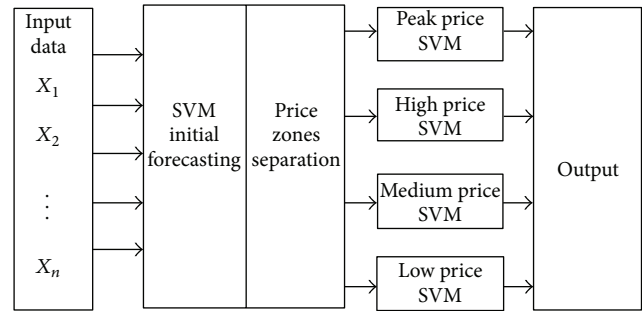 Input
data
X1
X2
⋮
Xn
SVM
initial
forecasting
Price
zones
separation
Peak price
SVM
High price
SVM
Medium price
SVM
Low price
SVM
Output